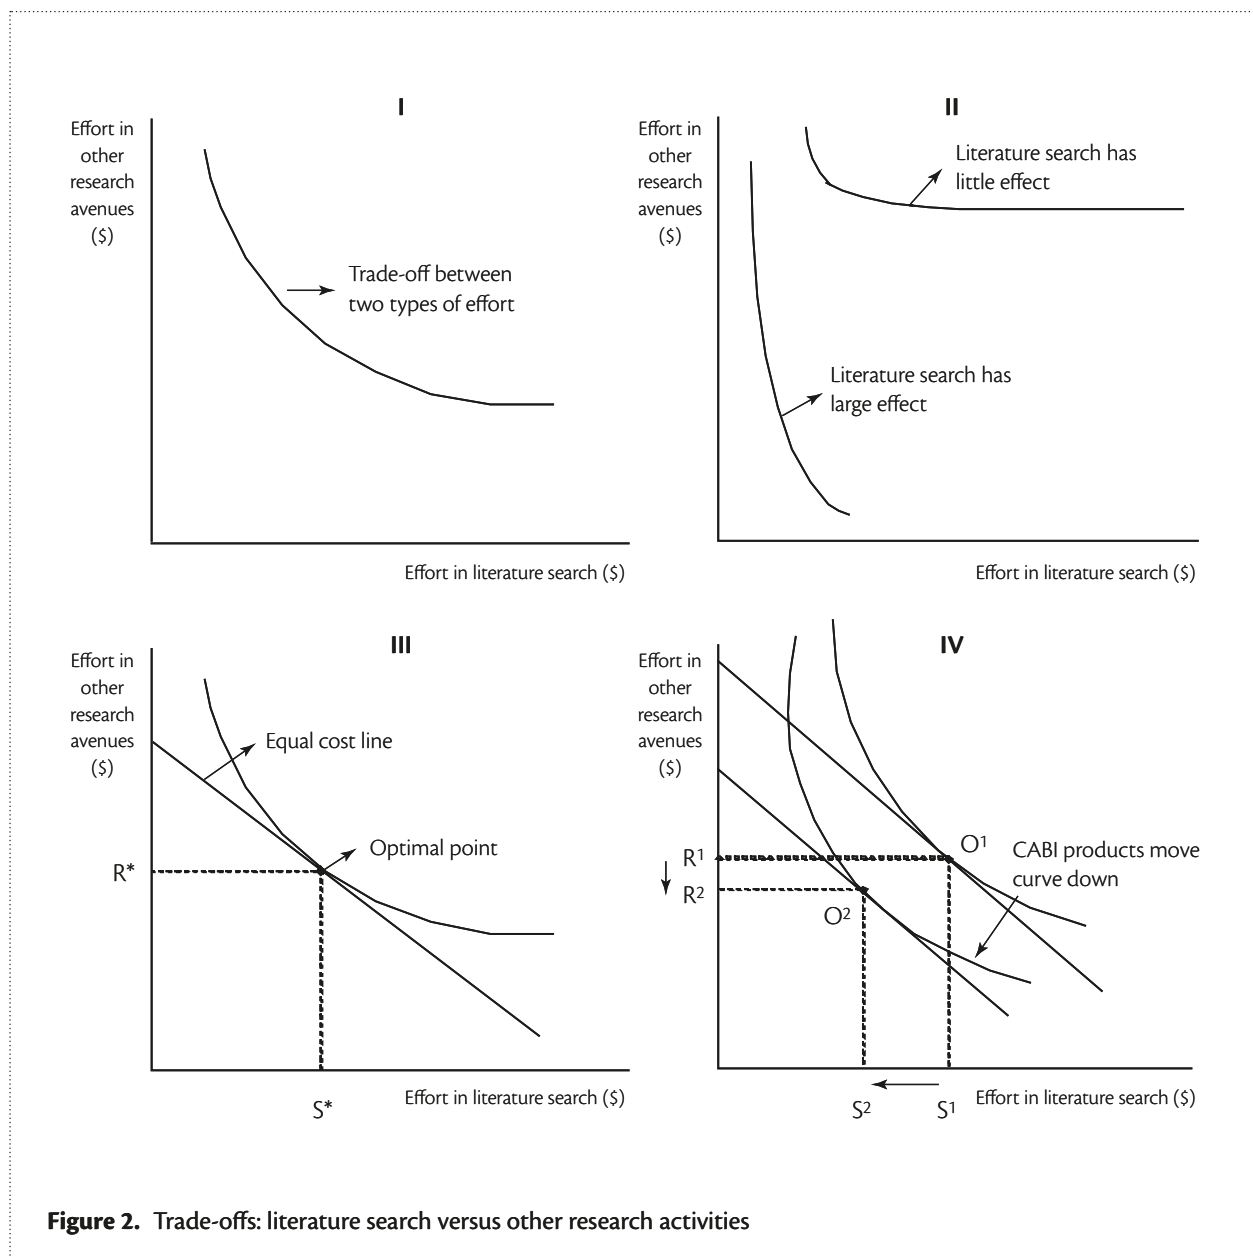 I
Effort in
other
research
avenues
($)
Trade-off between
two types of effort
Effort in literature search ($)
II
Effort in
other
research
avenues
($)
Literature search has
little effect
Literature search has
large effect
Effort in literature search ($)
III
Effort in
other
research
avenues
($)
Equal cost line
Optimal point
R*
S*
Effort in literature search ($)
IV
Effort in
other
research
avenues
($)
R¹
R²
O¹
O²
CABI products move
curve down
S²
S¹
Effort in literature search ($)
Figure 2. Trade-offs: literature search versus other research activities